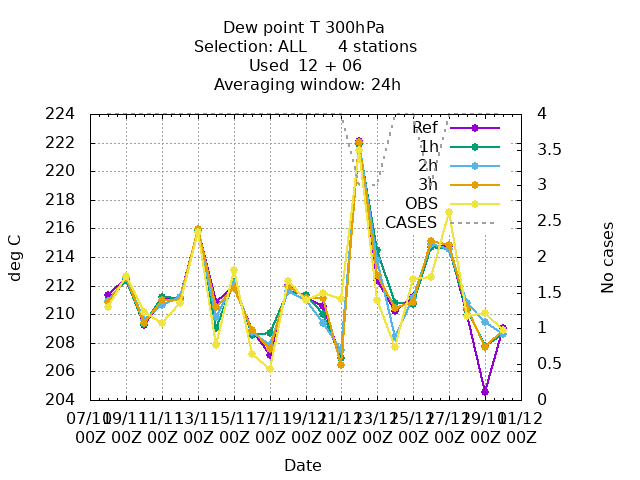 Dew point T 300hPa
Selection: ALL 4 stations
Used 12 + 06
Averaging window: 24h
224
222
220
218
216
214
212
210
208
206
204
deg C
4
3.5
3
2.5
2
1.5
1
0.5
0
No cases
Ref
1h
2h
3h
OBS
CASES
07/11 09/11 11/11 13/11 15/11 17/11 19/11 21/11 23/11 25/11 27/11 29/11 01/12
00Z 00Z 00Z 00Z 00Z 00Z 00Z 00Z 00Z 00Z 00Z 00Z 00Z
Date